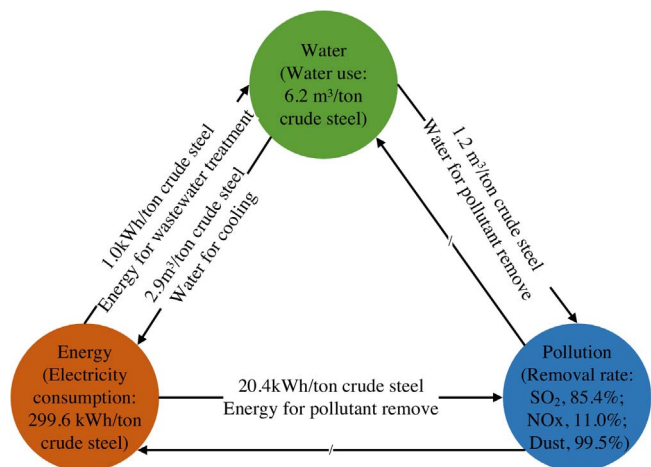 Water
(Water use:
6.2 m³/ton
crude steel)
1.0kWh/ton crude steel
Energy for wastewater treatment
2.9m³/ton crude steel
Water for cooling
1.2 m³/ton crude steel
Water for pollutant remove
/
Energy
(Electricity
consumption:
299.6 kWh/ton
crude steel)
20.4kWh/ton crude steel
Energy for pollutant remove
Pollution
(Removal rate:
SO₂, 85.4%;
NOx, 11.0%;
Dust, 99.5%)
/